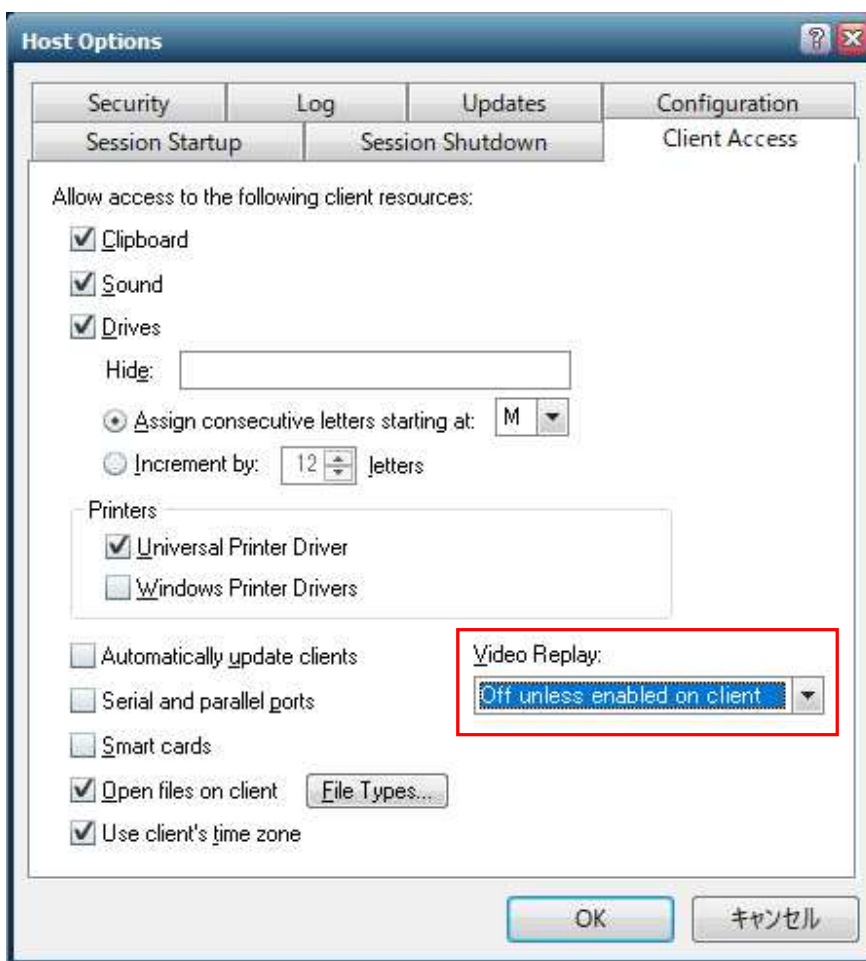 Host Options
Security Log Updates Configuration
Session Startup Session Shutdown Client Access
Allow access to the following client resources:
Clipboard
Sound
Drives
Hide:
Assign consecutive letters starting at: M
Increment by: 12 letters
Printers
Universal Printer Driver
Windows Printer Drivers
Automatically update clients Video Replay:
Serial and parallel ports Off unless enabled on client
Smart cards
Open files on client File Types...
Use client's time zone
OK キャンセル